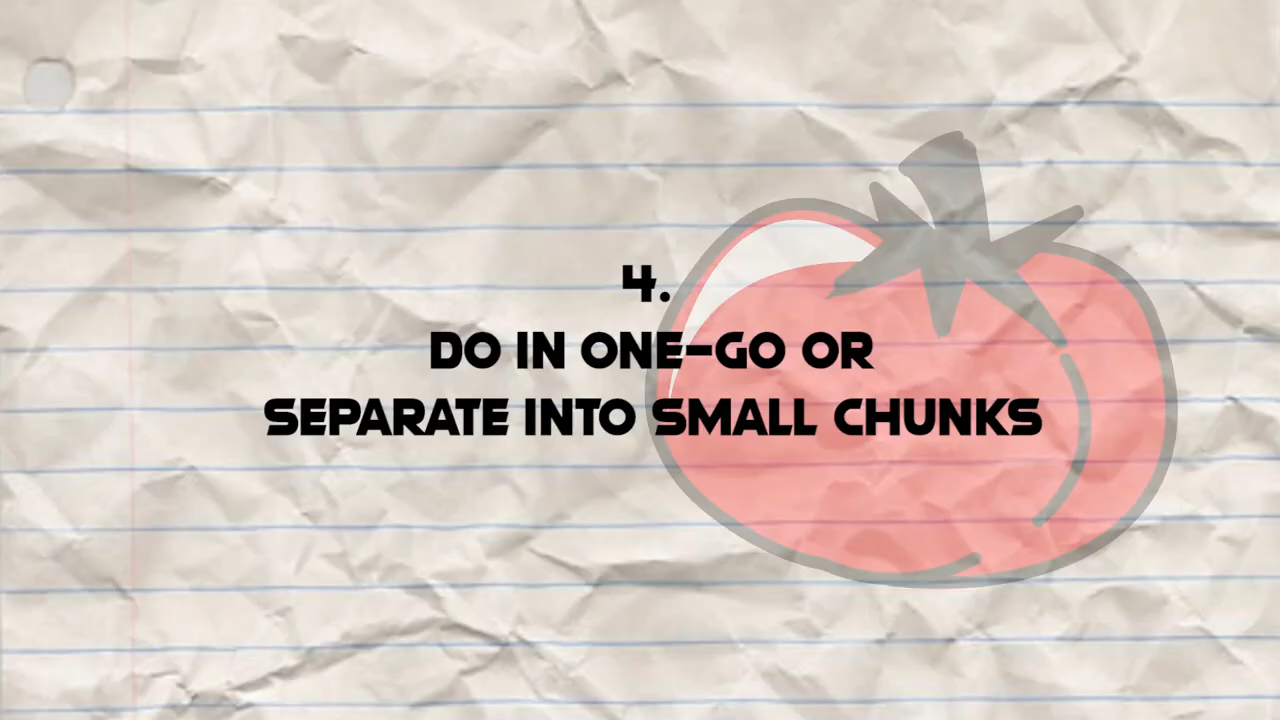 4.
DO IN ONE-GO OR
SEPARATE INTO SMALL CHUNKS